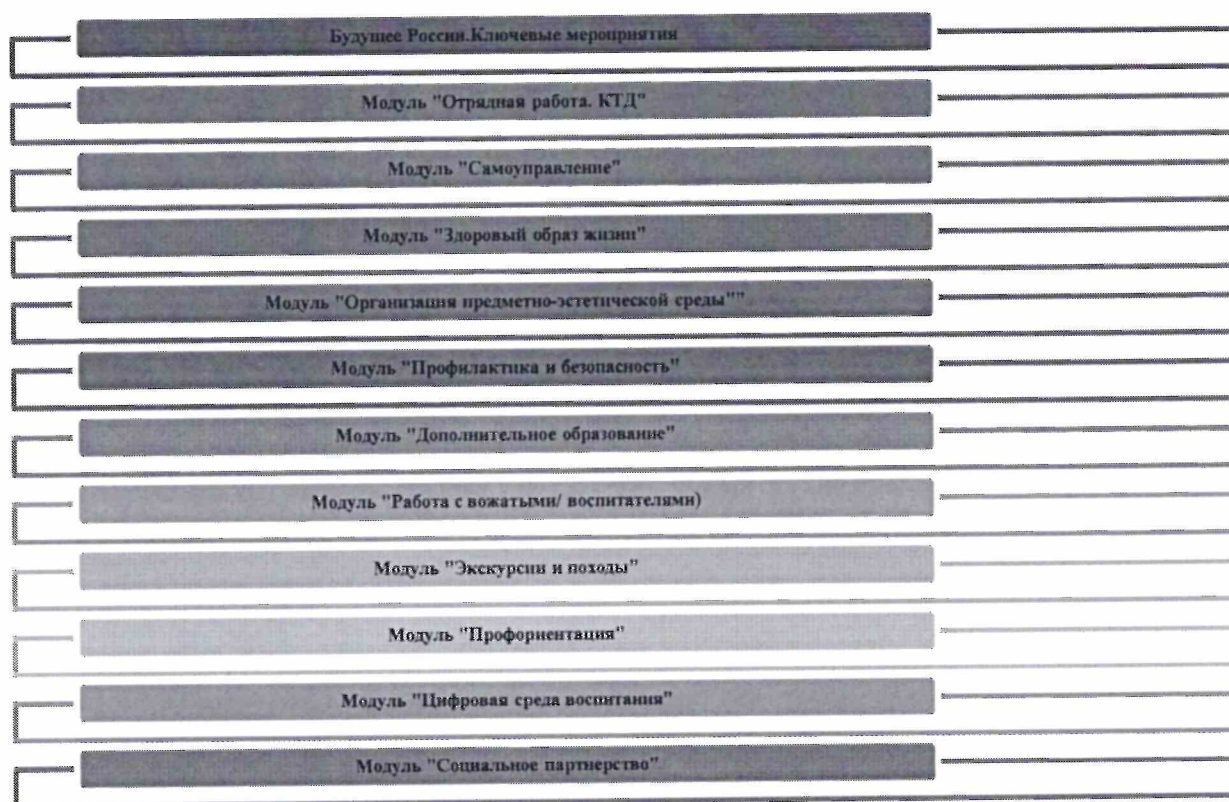 Будущее России.Ключевые мероприятия
Модуль "Отрядная работа. КТД"
Модуль "Самоуправление"
Модуль "Здоровый образ жизни"
Модуль "Организация предметно-эстетической среды""
Модуль "Профилактика и безопасность"
Модуль "Дополнительное образование"
Модуль "Работа с вожатыми/ воспитателями)
Модуль "Экскурсии и походы"
Модуль "Профориентация"
Модуль "Цифровая среда воспитания"
Модуль "Социальное партнерство"